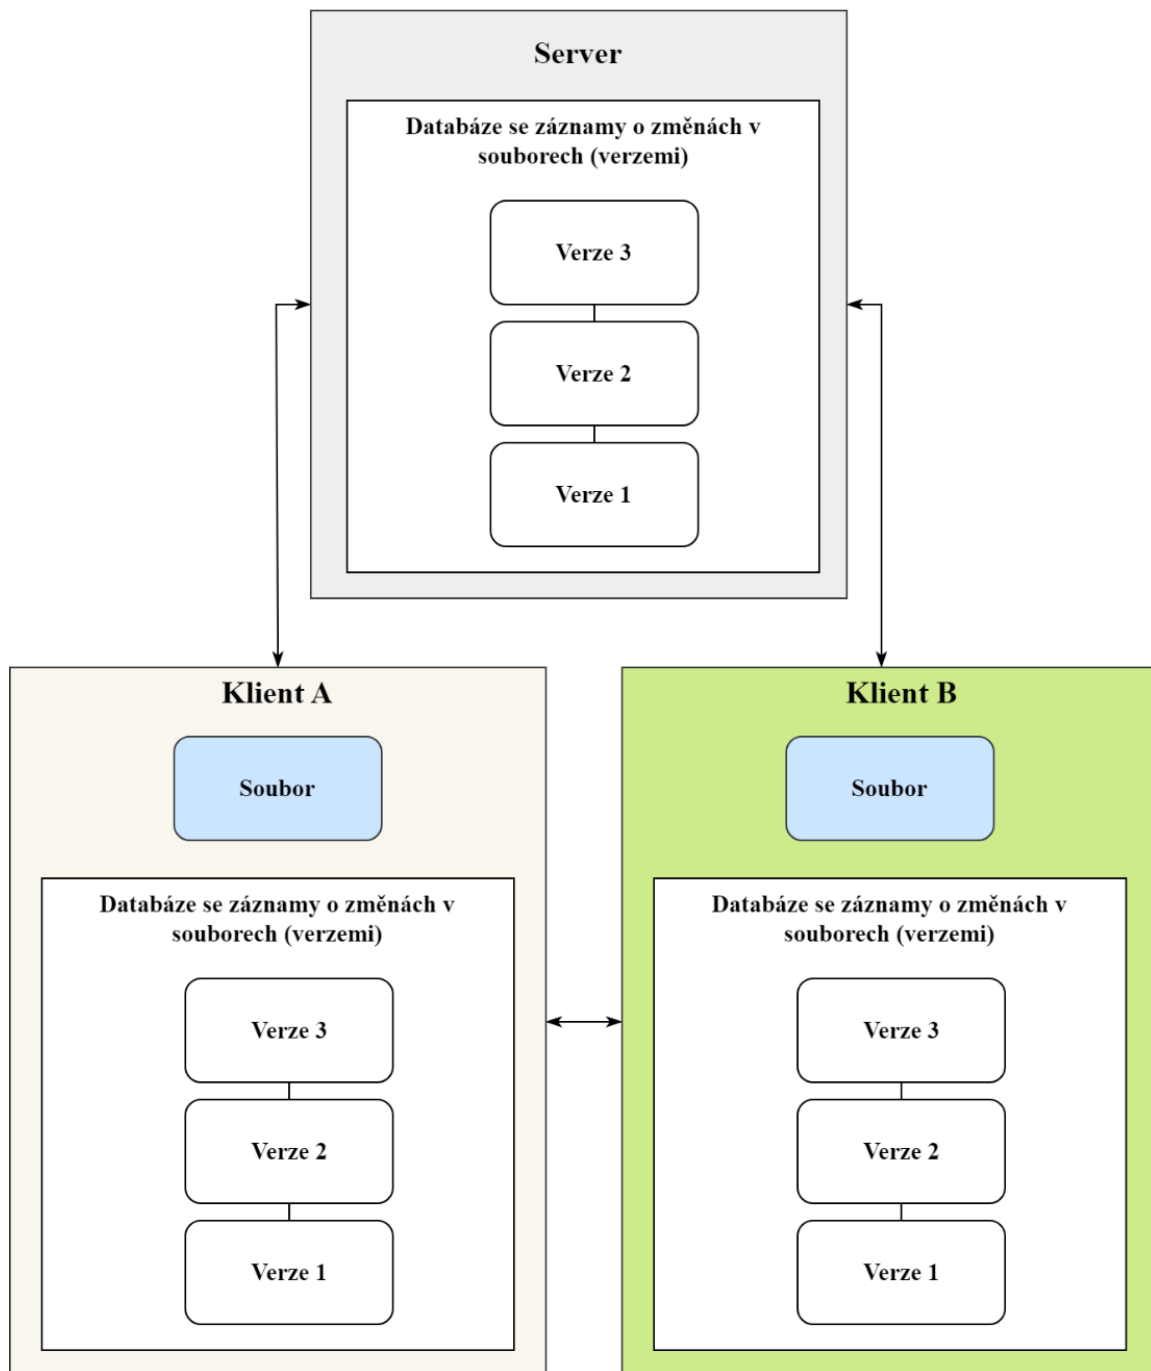 Server
Databáze se záznamy o změnách v
souborech (verzemi)
Verze 3
Verze 2
Verze 1
Klient A
Soubor
Databáze se záznamy o změnách v
souborech (verzemi)
Verze 3
Verze 2
Verze 1
Klient B
Soubor
Databáze se záznamy o změnách v
souborech (verzemi)
Verze 3
Verze 2
Verze 1